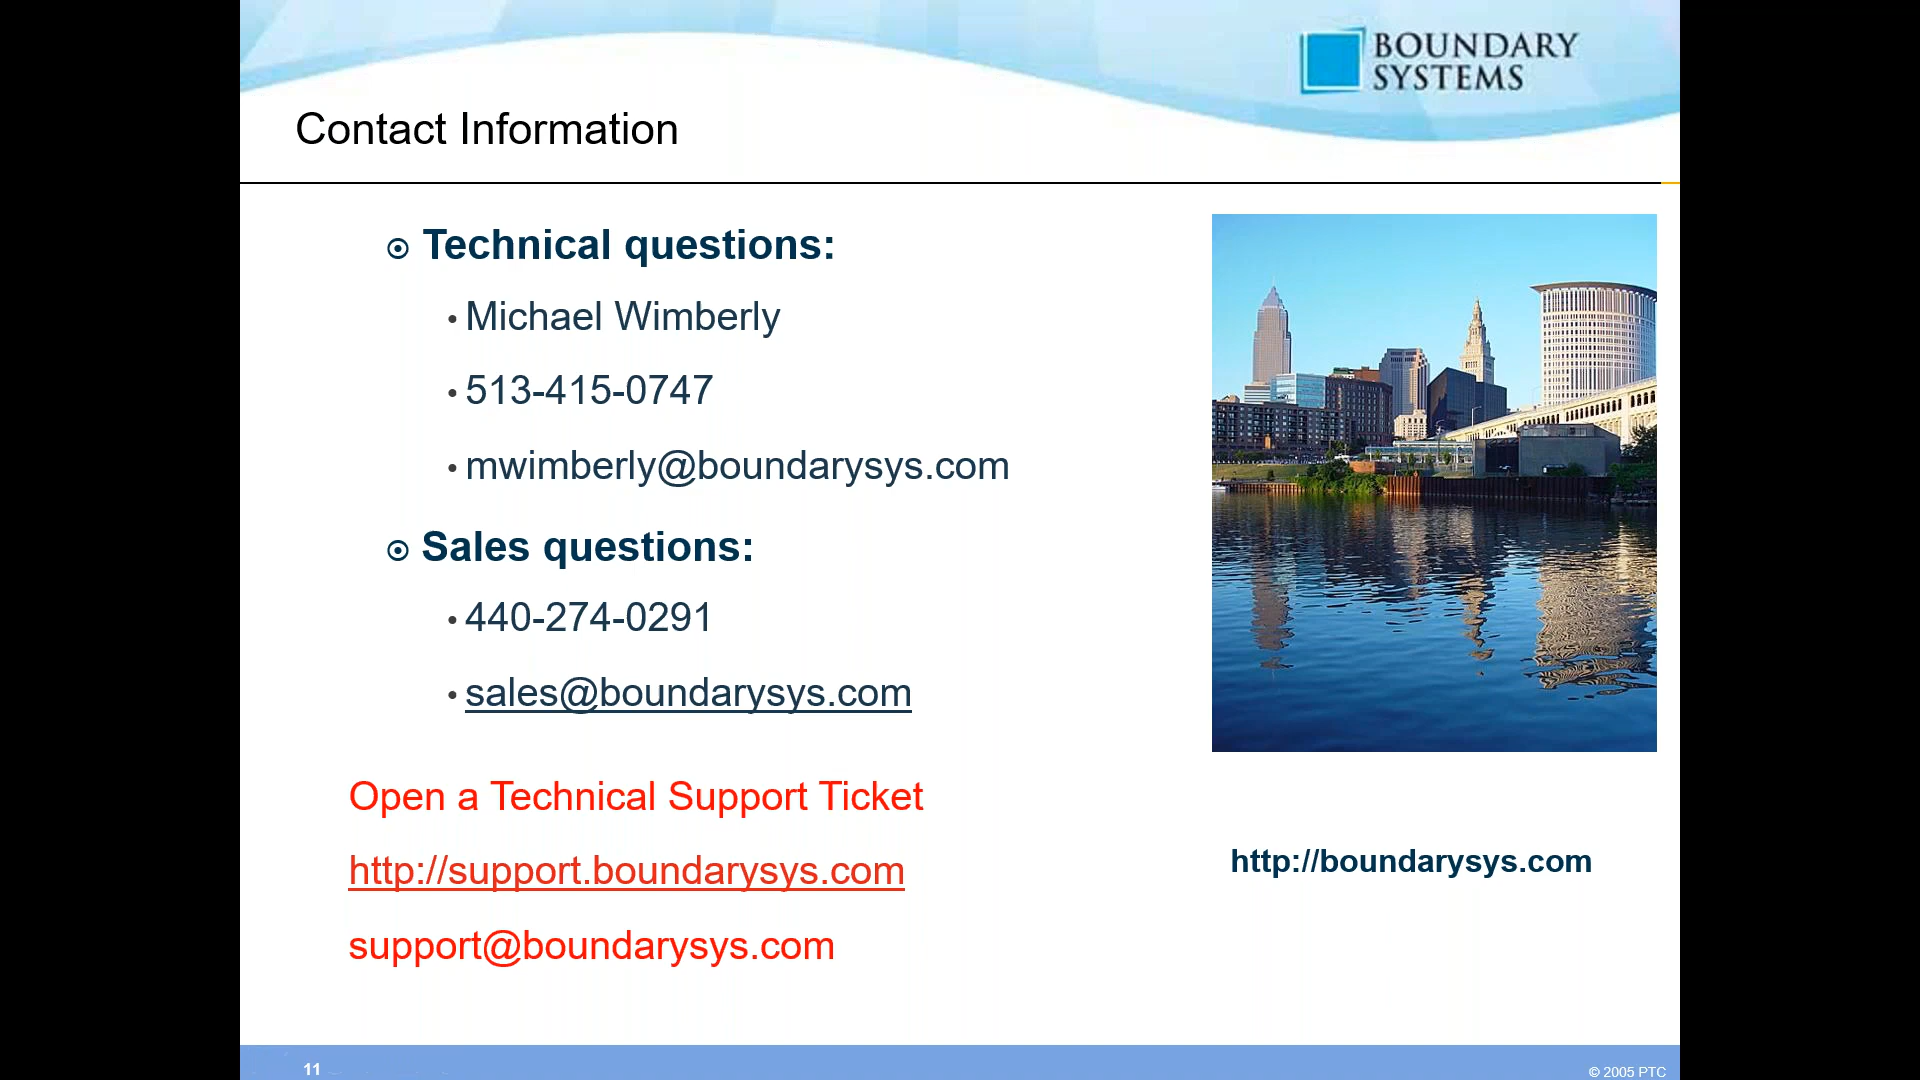 BOUNDARY
SYSTEMS
Contact Information
Technical questions:
Michael Wimberly
513-415-0747
mwimberly@boundarysys.com
Sales questions:
440-274-0291
sales@boundarysys.com
Open a Technical Support Ticket
http://support.boundarysys.com
support@boundarysys.com
http://boundarysys.com
11
© 2005 PTC